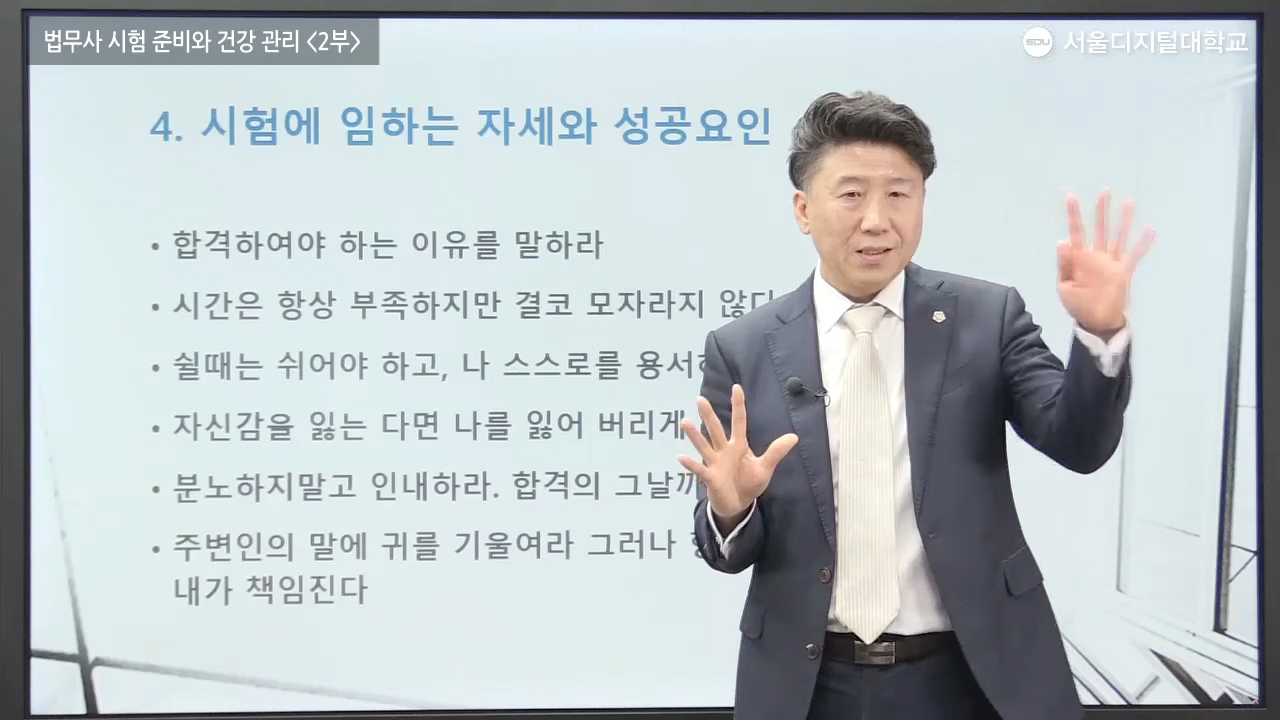 법무사 시험 준비와 건강 관리 <2부>
SDU 서울디지털대학교
4. 시험에 임하는 자세와 성공요인
• 합격하여야 하는 이유를 말하라
• 시간은 항상 부족하지만 결코 모자라지 않다
• 쉴때는 쉬어야 하고, 나 스스로를
• 자신감을 잃는 다면 나를 잃어 버리게
• 분노하지말고 인내하라. 합격의
• 주변인의 말에 귀를 기울여라 그러나
내가 책임진다